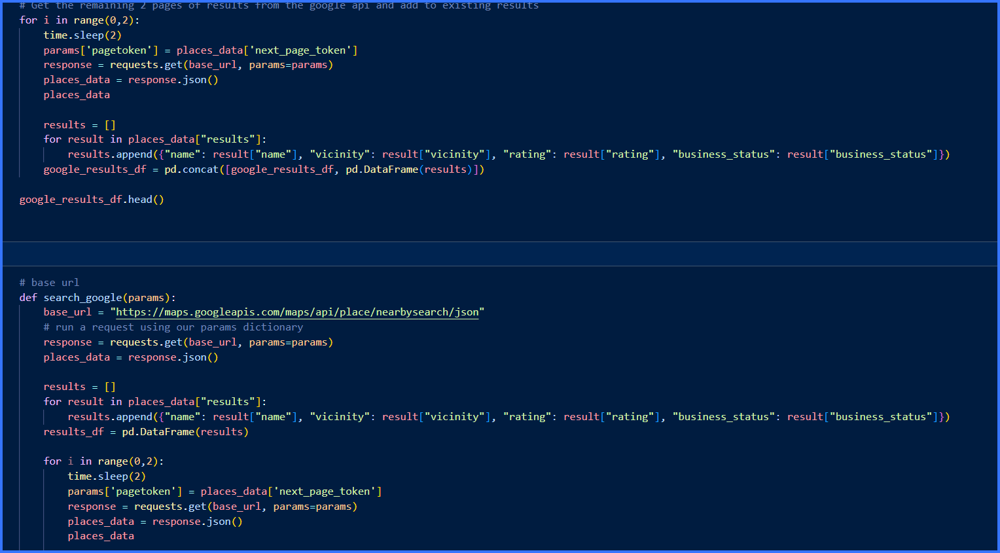 # Get the remaining 2 pages of results from the google api and add to existing results
for i in range(0,2):
    time.sleep(2)
    params['pagetoken'] = places_data['next_page_token']
    response = requests.get(base_url, params=params)
    places_data = response.json()
    places_data

    results = []
    for result in places_data["results"]:
        results.append({"name": result["name"], "vicinity": result["vicinity"], "rating": result["rating"], "business_status": result["business_status"]})
    google_results_df = pd.concat([google_results_df, pd.DataFrame(results)])

google_results_df.head()

# base url
def search_google(params):
    base_url = "https://maps.googleapis.com/maps/api/place/nearbysearch/json"
    # run a request using our params dictionary
    response = requests.get(base_url, params=params)
    places_data = response.json()

    results = []
    for result in places_data["results"]:
        results.append({"name": result["name"], "vicinity": result["vicinity"], "rating": result["rating"], "business_status": result["business_status"]})
    results_df = pd.DataFrame(results)

    for i in range(0,2):
        time.sleep(2)
        params['pagetoken'] = places_data['next_page_token']
        response = requests.get(base_url, params=params)
        places_data = response.json()
        places_data